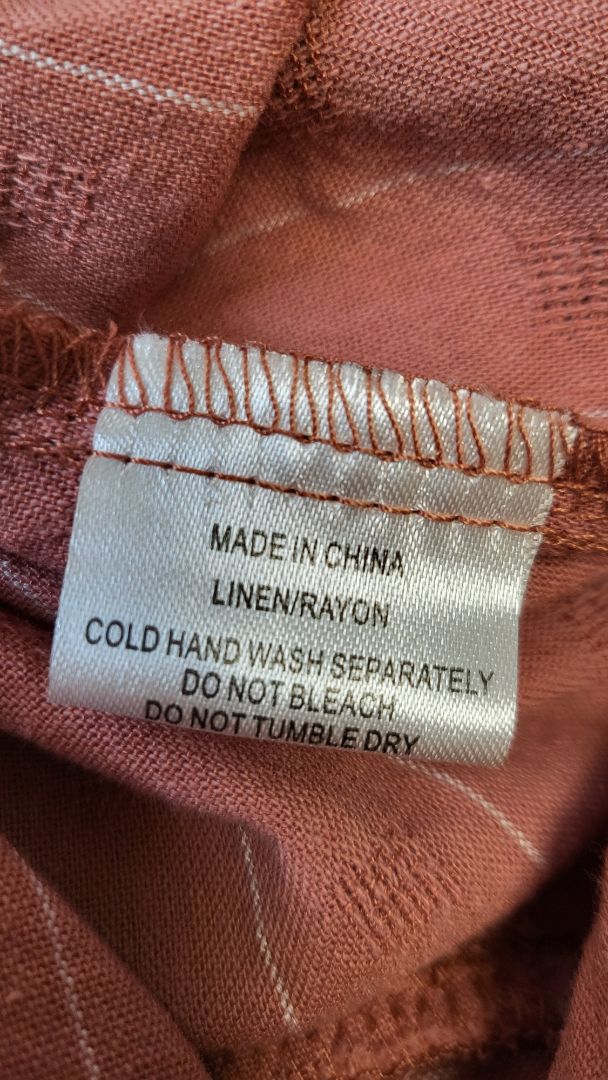 MADE IN CHINA
LINEN/RAYON
COLD HAND WASH SEPARATELY
DO NOT BLEACH
DO NOT TUMBLE DRY